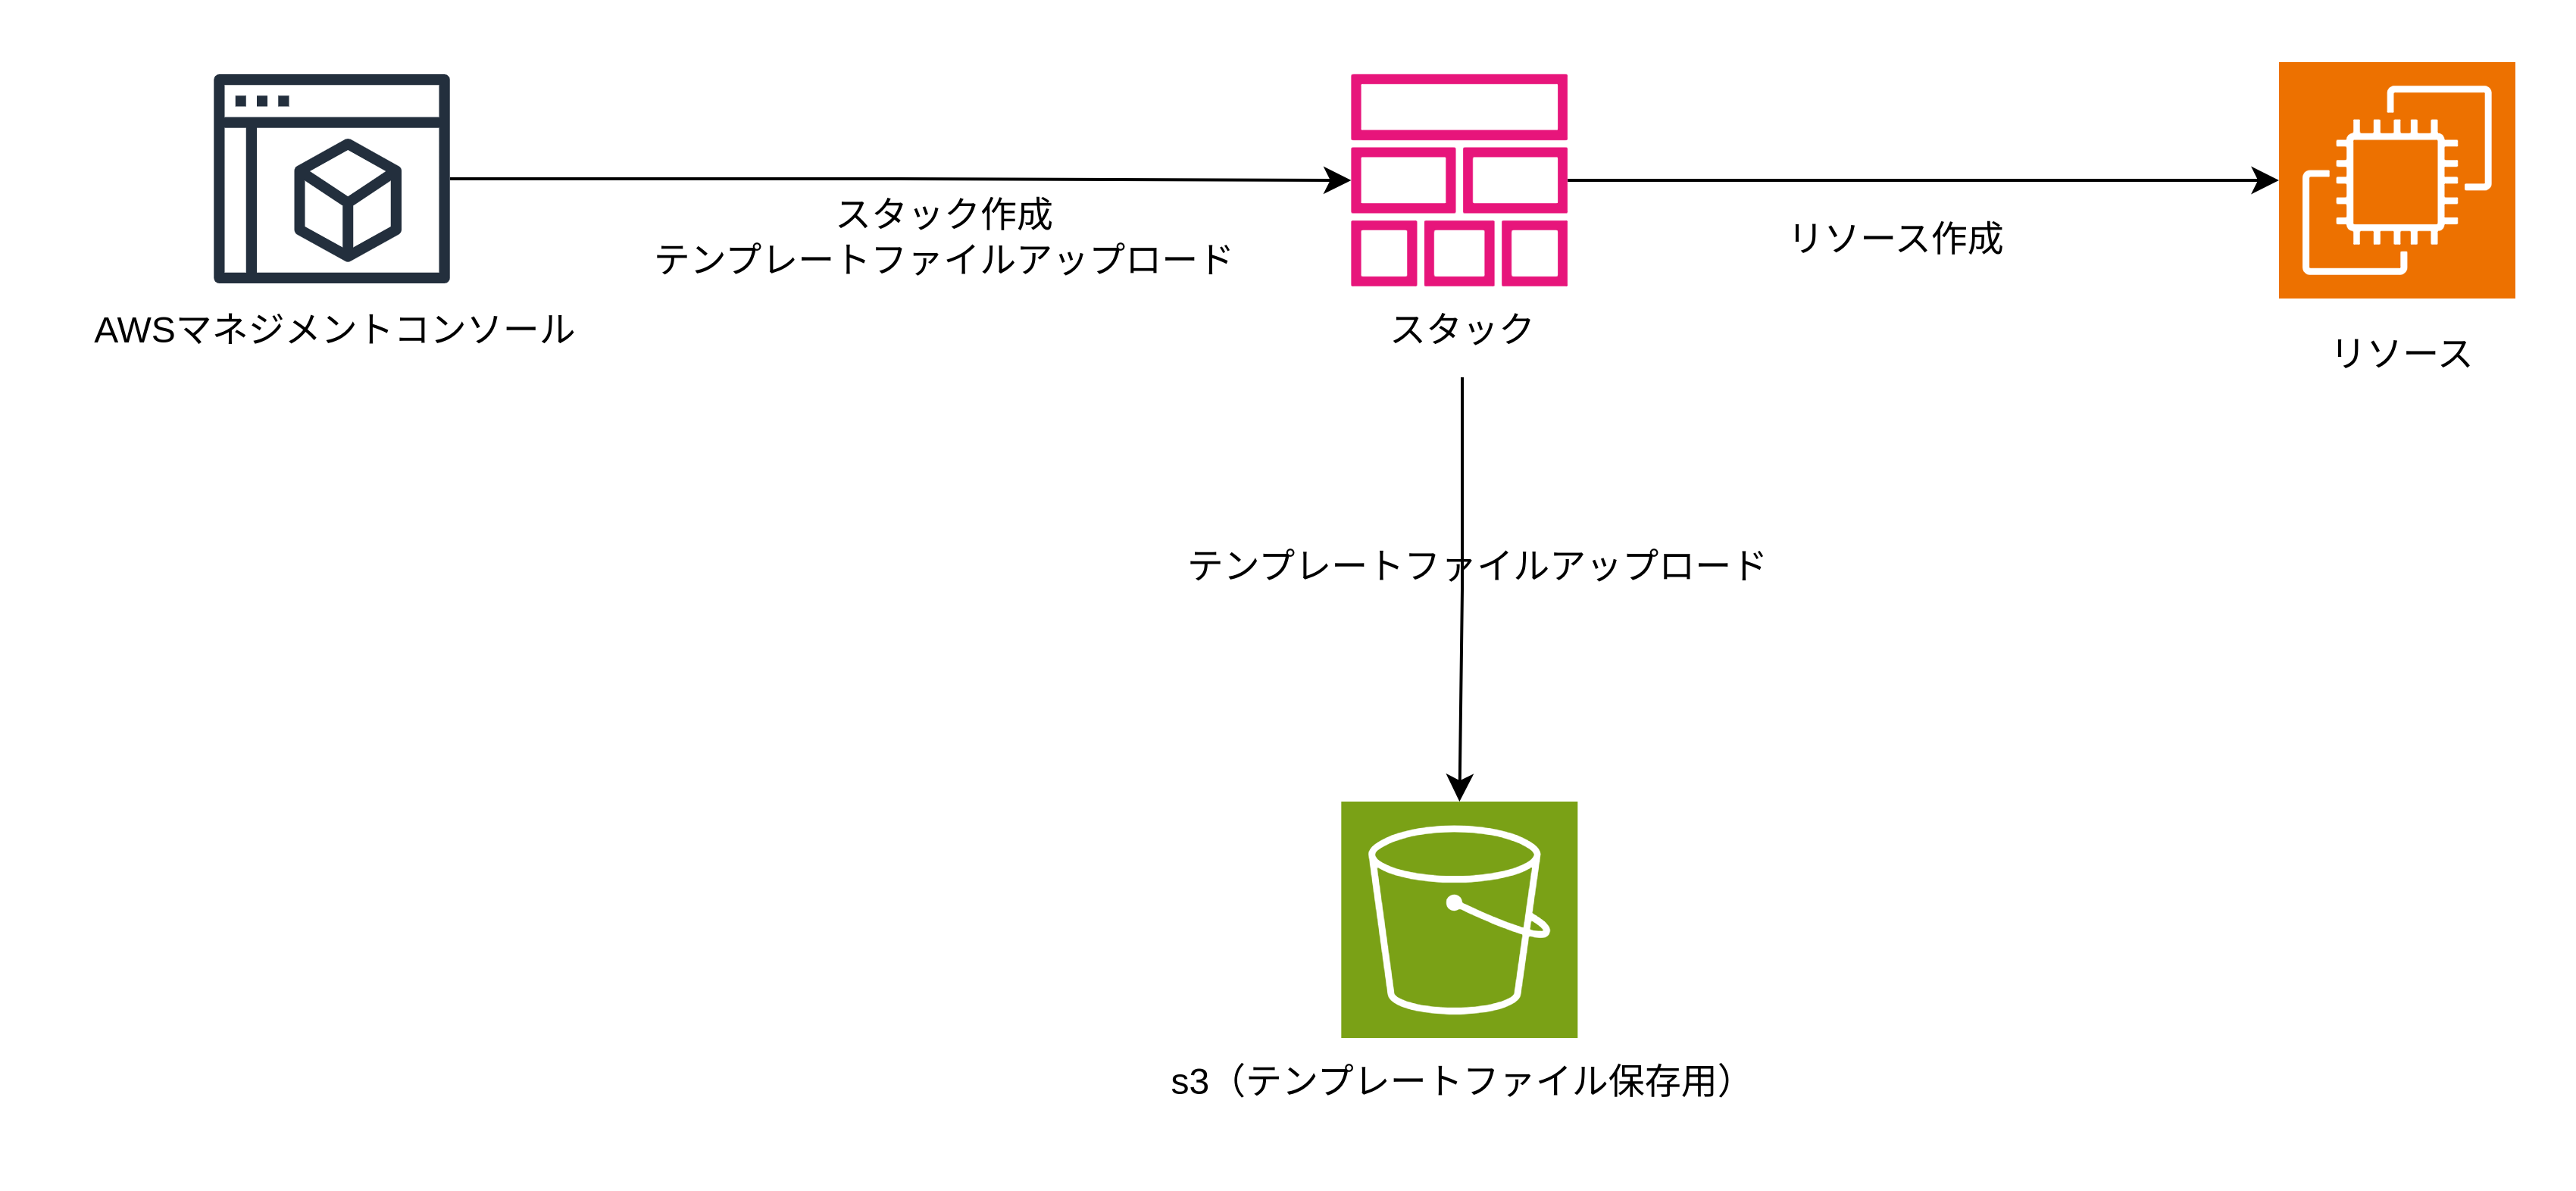 スタック作成
テンプレートファイルアップロード
リソース作成
AWSマネジメントコンソール
スタック
リソース
テンプレートファイルアップロード
s3（テンプレートファイル保存用）